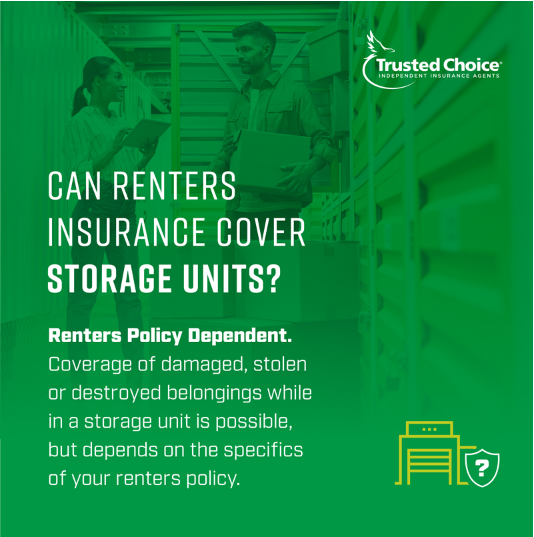 Trusted Choice®
INDEPENDENT INSURANCE AGENTS
CAN RENTERS
INSURANCE COVER
STORAGE UNITS?
Renters Policy Dependent.
Coverage of damaged, stolen
or destroyed belongings while
in a storage unit is possible,
but depends on the specifics
of your renters policy.
?